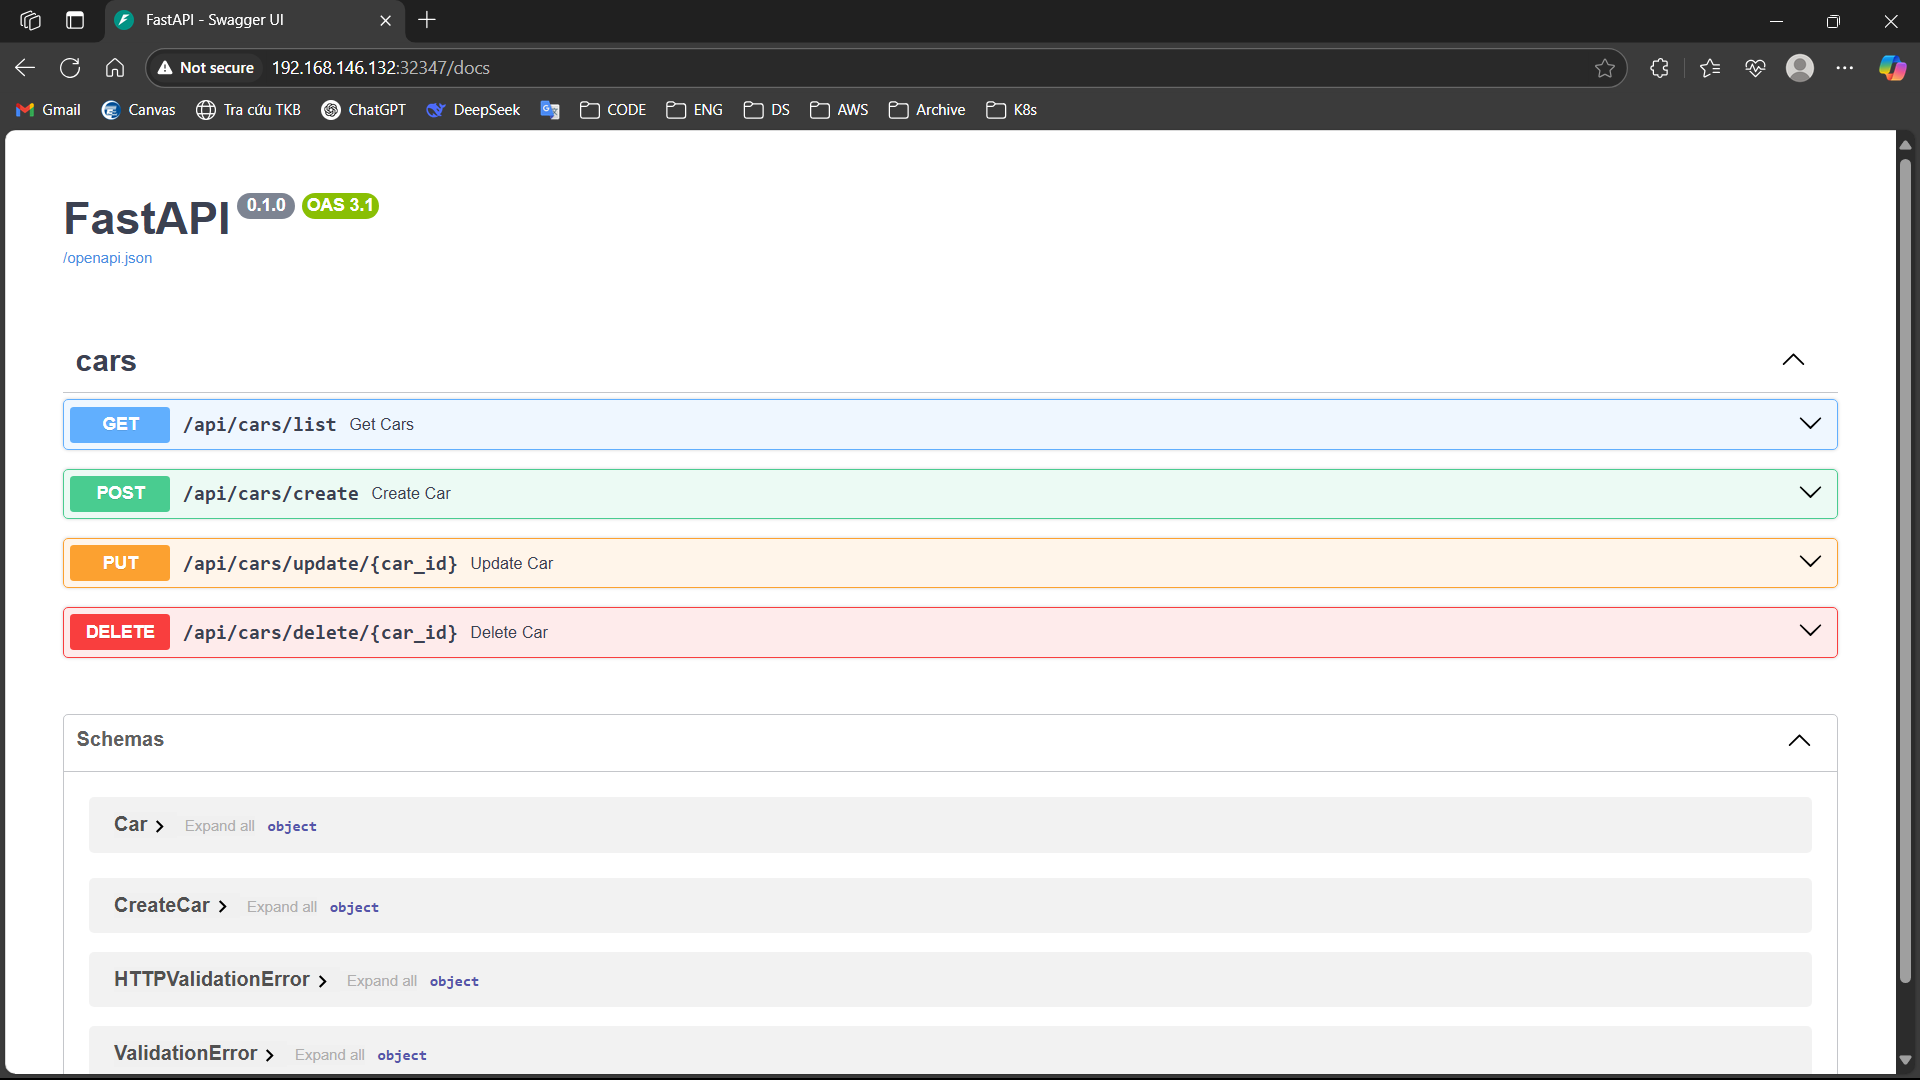 FastAPI - Swagger UI
Not secure 192.168.146.132:32347/docs
Gmail Canvas Tra cứu TKB ChatGPT DeepSeek CODE ENG DS AWS Archive K8s
FastAPI 0.1.0 OAS 3.1
/openapi.json
cars
GET /api/cars/list Get Cars
POST /api/cars/create Create Car
PUT /api/cars/update/{car_id} Update Car
DELETE /api/cars/delete/{car_id} Delete Car
Schemas
Car Expand all object
CreateCar Expand all object
HTTPValidationError Expand all object
ValidationError Expand all object